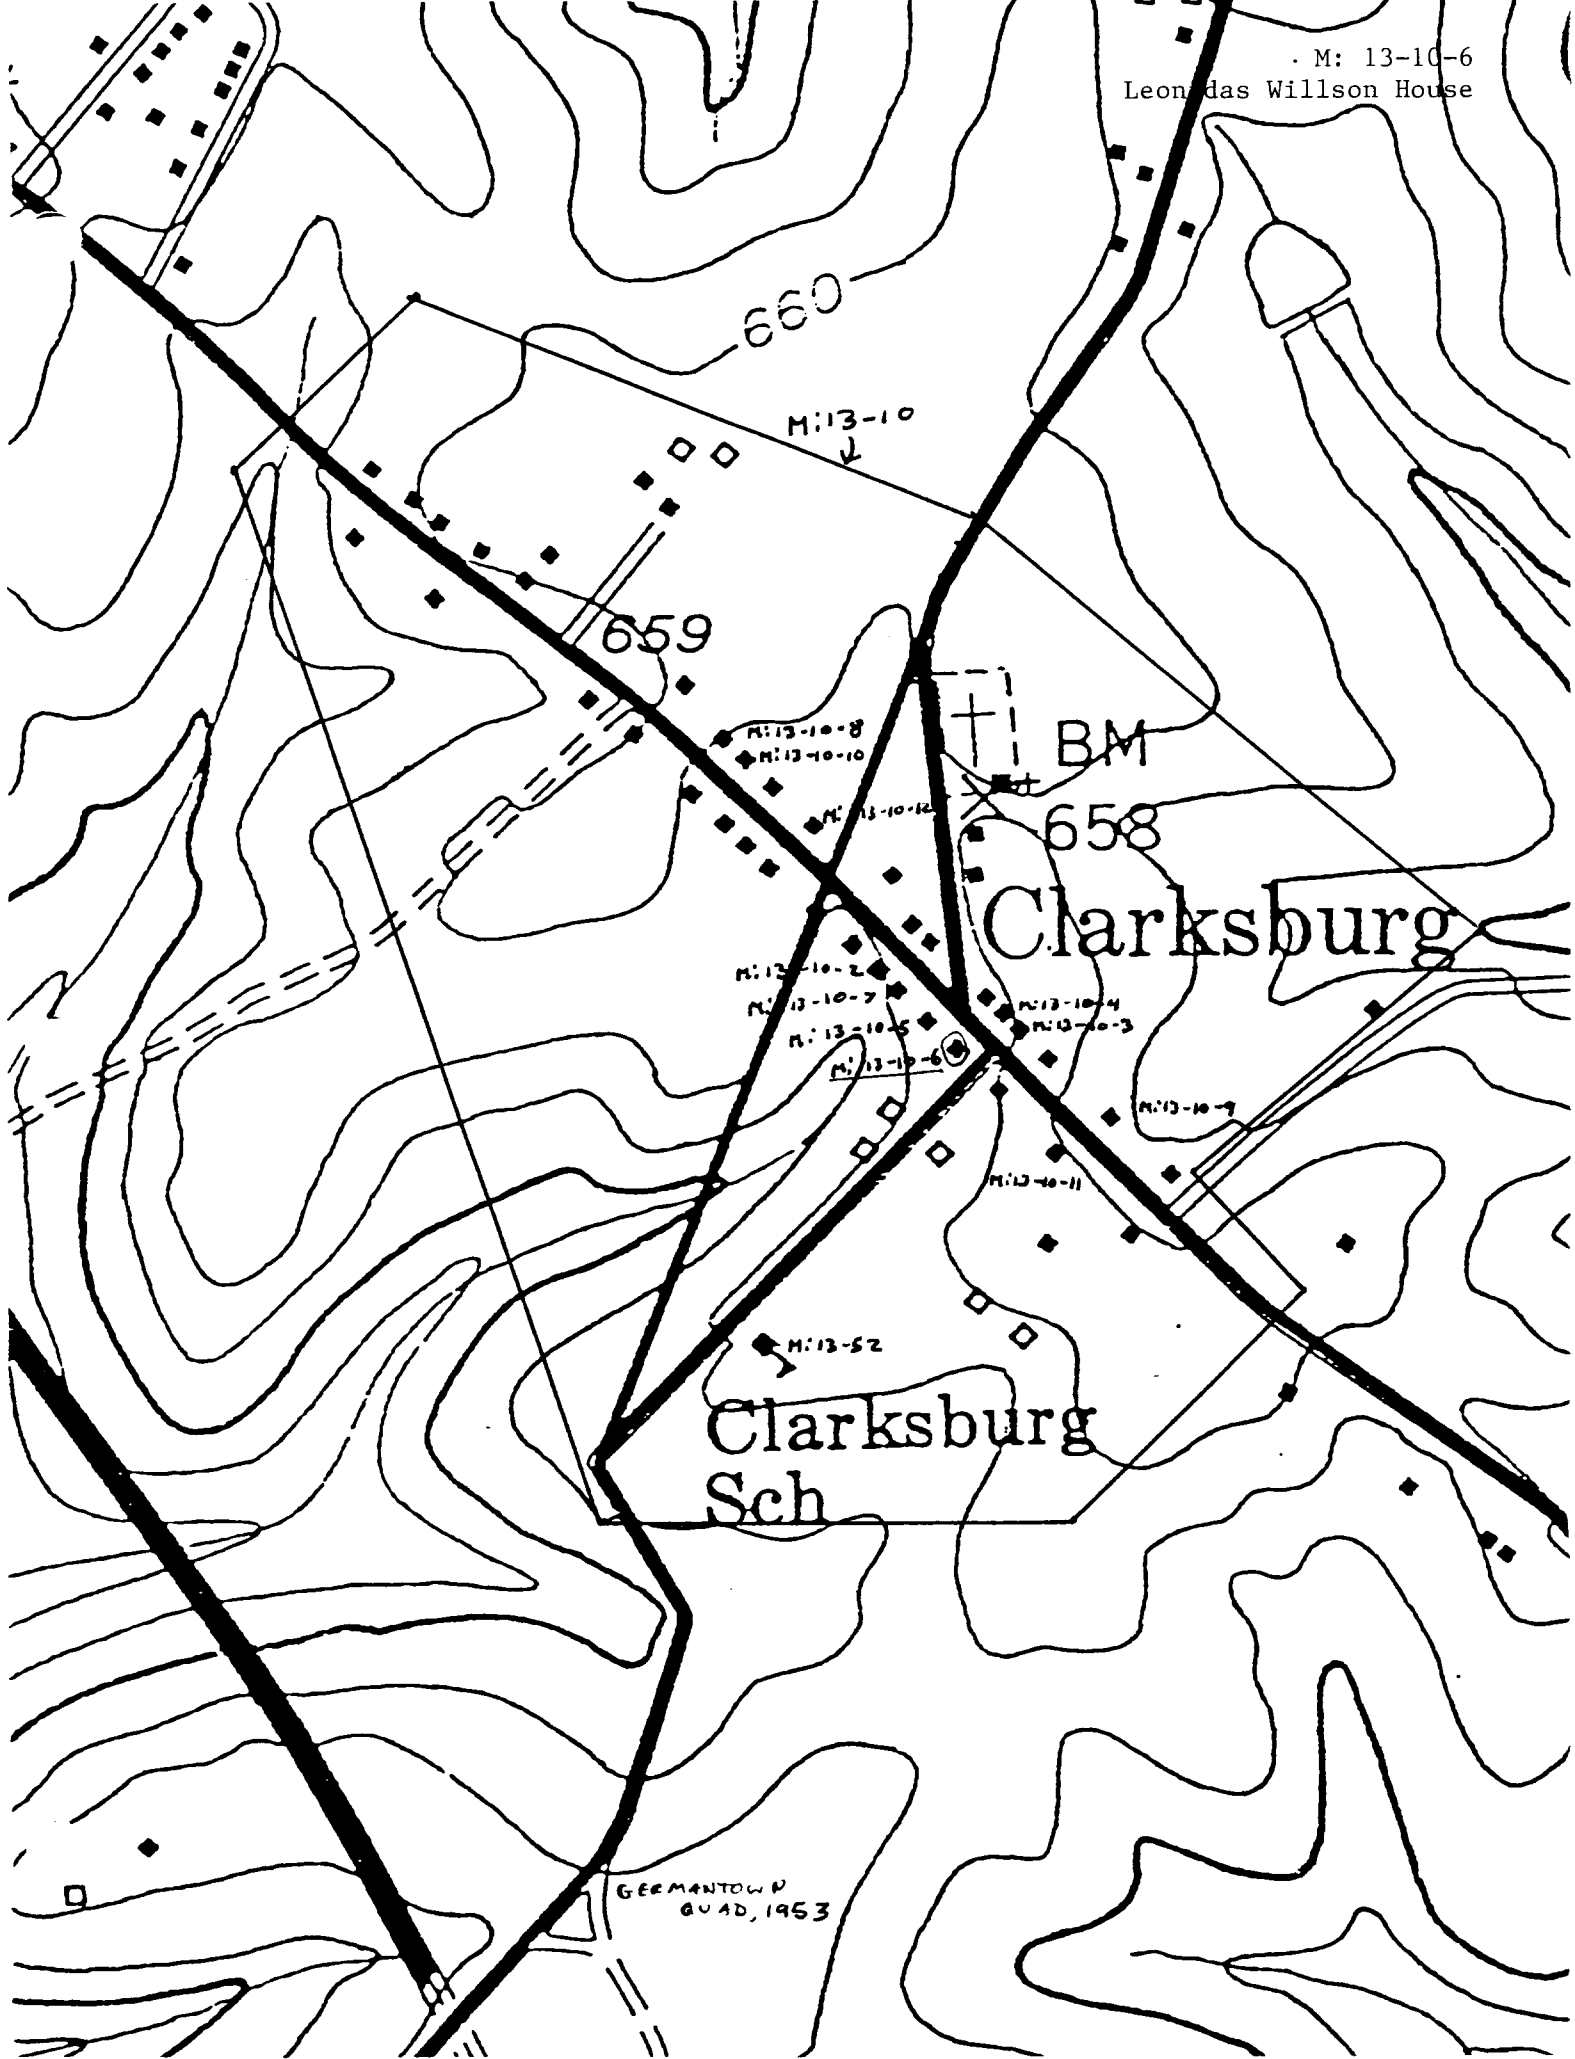 M: 13-10-6
Leonidas Willson House
660
M:13-10
659
M:13-10-8
M:13-10-10
BM
M: 13-10-12
658
Clarksburg
M:13-10-2
M:13-10-7
M:13-10-4
M:13-10-5
M:13-10-3
M:13-10-6
M:13-10-9
M:13-10-11
M:13-52
Clarksburg
Sch
GERMANTOWN
QUAD, 1953